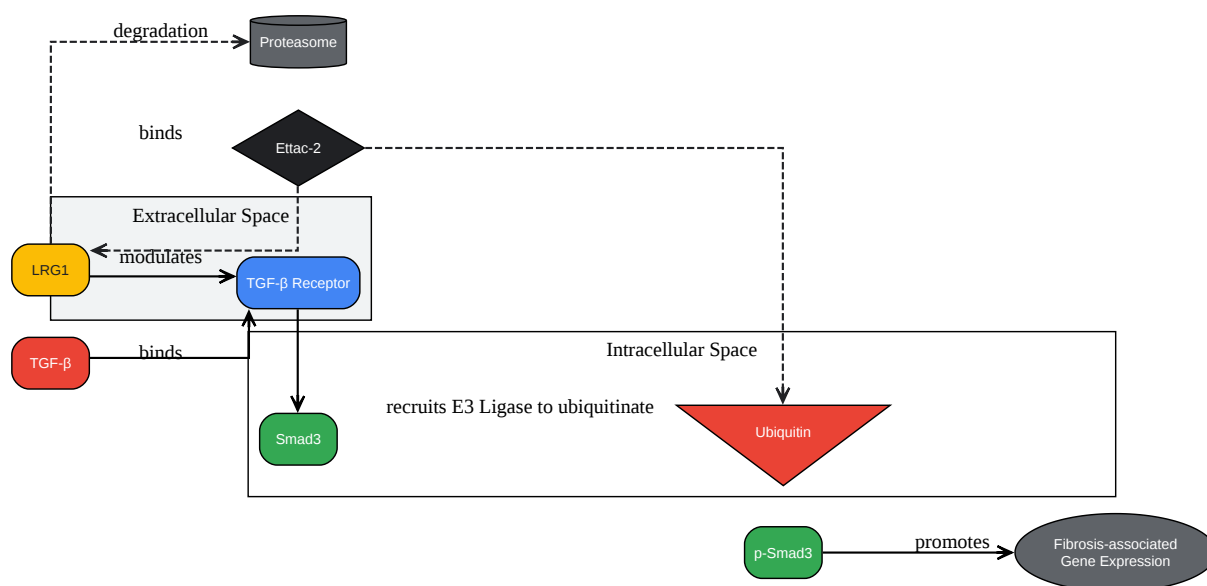 degradation
Proteasome
binds
Ettac-2
Extracellular Space
LRG1
modulates
TGF-β Receptor
TGF-β
binds
Intracellular Space
recruits E3 Ligase to ubiquitinate
Smad3
Ubiquitin
p-Smad3
promotes
Fibrosis-associated
Gene Expression